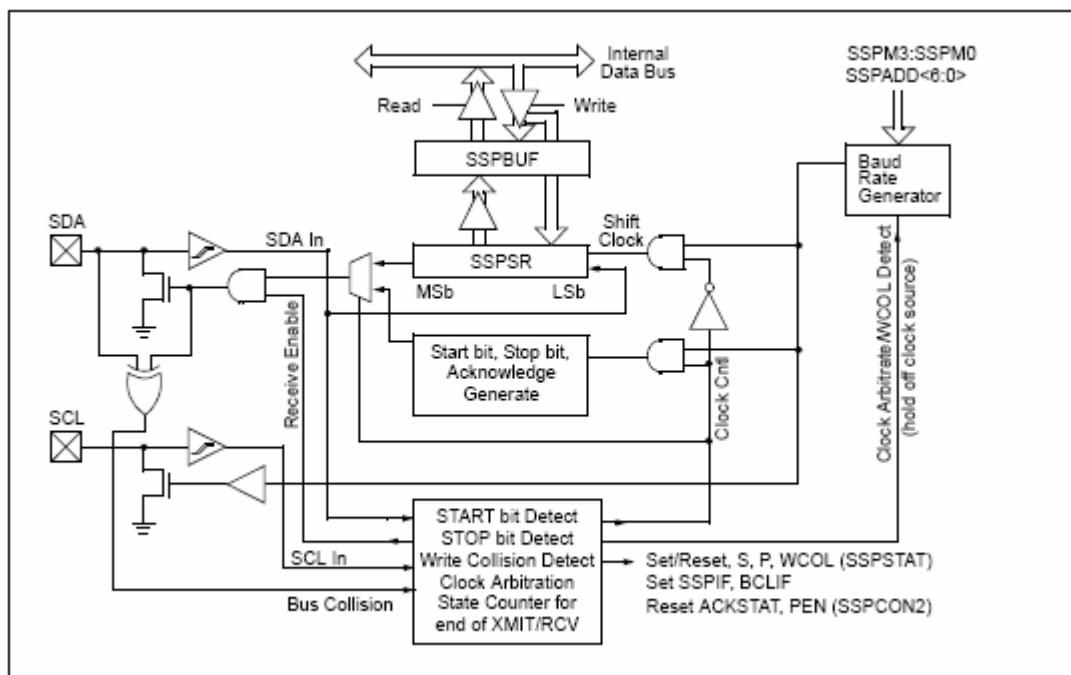 Internal
Data Bus
SSPM3:SSPM0
SSPADD<6:0>
Read
Write
SSPBUF
Baud
Rate
Generator
SDA
SDA In
Shift
Clock
SSPSR
MSb
LSb
Receive Enable
Start bit, Stop bit,
Acknowledge
Generate
Clock Cntl
Clock Arbitrate/WCOL Detect
(hold off clock source)
SCL
SCL In
Bus Collision
START bit Detect
STOP bit Detect
Write Collision Detect
Clock Arbitration
State Counter for
end of XMIT/RCV
Set/Reset, S, P, WCOL (SSPSTAT)
Set SSPIF, BCLIF
Reset ACKSTAT, PEN (SSPCON2)